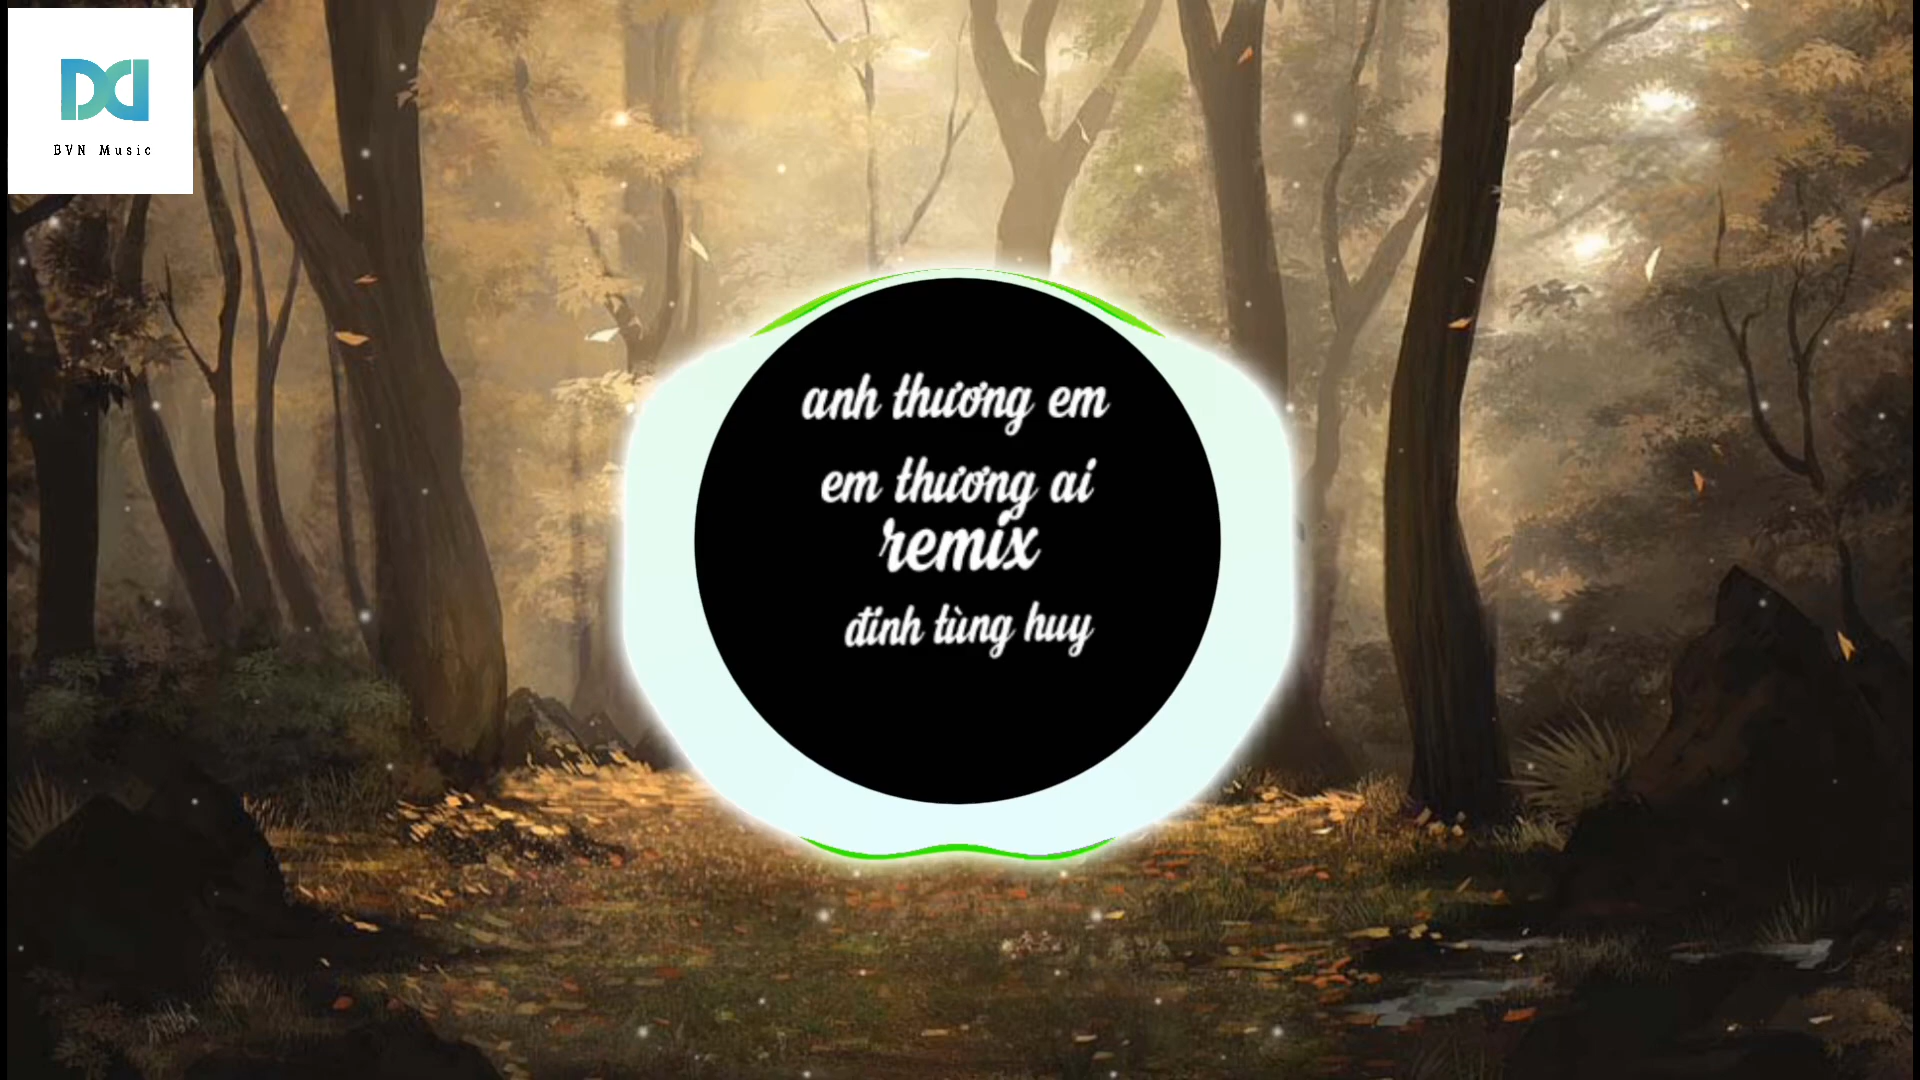 BVN Music
anh thương em
em thương ai
remix
đinh tùng huy